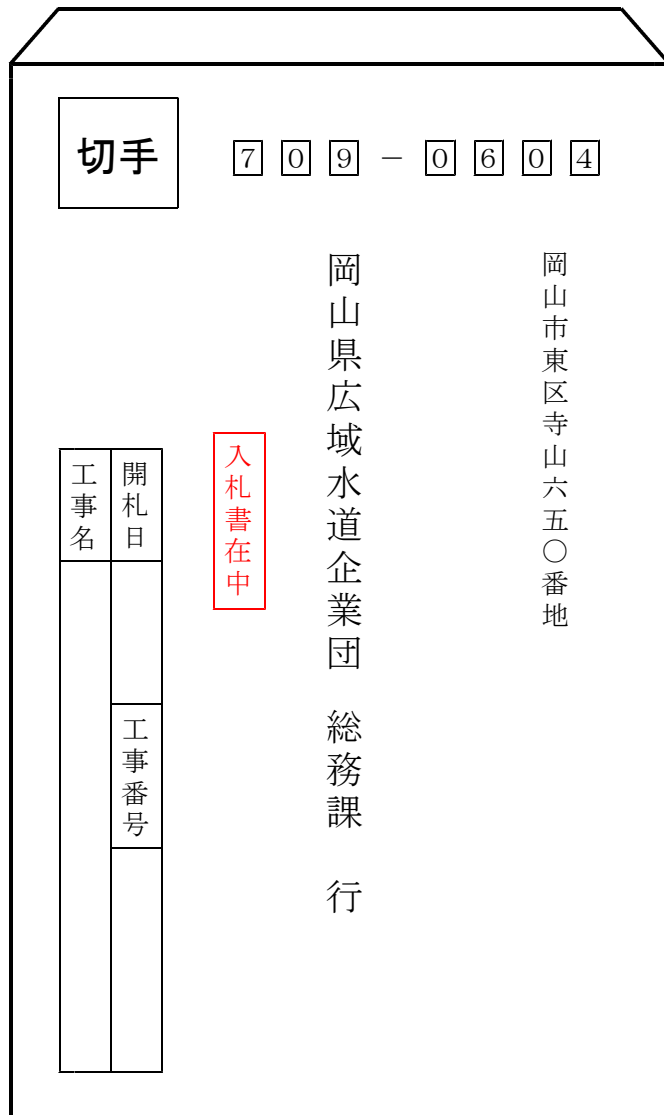 切手
709－0604
岡山市東区寺山六五〇番地
岡山県広域水道企業団　総務課　行
入札書在中
開札日
工事番号
工事名